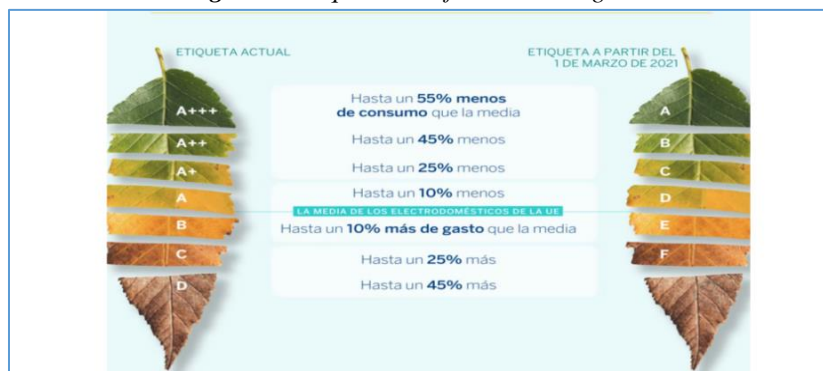 ETIQUETA ACTUAL
ETIQUETA A PARTIR DEL
1 DE MARZO DE 2021
A+++
Hasta un 55% menos
de consumo que la media
A
A++
Hasta un 45% menos
B
A+
Hasta un 25% menos
C
A
Hasta un 10% menos
D
LA MEDIA DE LOS ELECTRODOMÉSTICOS DE LA UE
B
Hasta un 10% más de gasto que la media
E
C
Hasta un 25% más
F
D
Hasta un 45% más